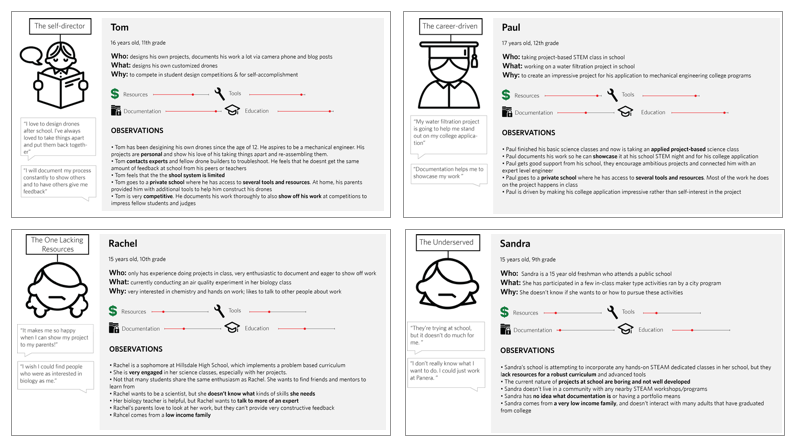 The self-director
Tom
16 years old, 11th grade
Who: designs his own projects, documents his work a lot via camera phone and blog posts
What: designs his own customized drones
Why: to compete in student design competitions & for self-accomplishment
$ Resources
Tools
Documentation
Education
"I love to design drones
after school. I've always
loved to take things apart
and put them back togeth-
er"
"I will document my process
constantly to show others
and to have others give me
feedback"
OBSERVATIONS
• Tom has been designing his own drones since the age of 12. He aspires to be a mechanical engineer. His
projects are personal and show his love of his taking things apart and re-assembling them.
• Tom contacts experts and fellow drone builders to troubleshoot. He feels that he doesnt get the same
amount of feedback at school from his peers or teachers
• Tom feels that the the shool system is limited
• Tom goes to a private school where he has access to several tools and resources. At home, his parents
provided him with additional tools to help him construct his drones
• Tom is very competitive. He documents his work thoroughly to also show off his work at competitions to
impress fellow students and judges
The career-driven
Paul
17 years old, 12th grade
Who: taking project-based STEM class in school
What: working on a water filtration project in school
Why: to create an impressive project for his application to mechanical engineering college programs
$ Resources
Tools
Documentation
Education
"My water filtration project
is going to help me stand
out on my college applica-
tion"
"Documentation helps me to
showcase my work "
OBSERVATIONS
• Paul finished his basic science classes and now is taking an applied project-based science class
• Paul documents his work so he can showcase it at his school STEM night and for his college application
• Paul gets good support from his school, they encourage ambitious projects and connected him with an
expert level engineer
• Paul goes to a private school where he has access to several tools and resources. Most of the work he does
on the project happens in class
• Paul is driven by making his college application impressive rather than self-interest in the project
The One Lacking
Resources
Rachel
15 years old, 10th grade
Who: only has experience doing projects in class, very enthusiastic to document and eager to show off work
What: currently conducting an air quality experiment in her biology class
Why: very interested in chemistry and hands on work; likes to talk to other people about work
$ Resources
Tools
Documentation
Education
"It makes me so happy
when I can show my project
to my parents!"
"I wish I could find people
who were as interested in
biology as me."
OBSERVATIONS
• Rachel is a sophomore at Hillsdale High School, which implements a problem based curriculum
• She is very engaged in her science classes, especially with her projects.
• Not that many students share the same enthusiasm as Rachel. She wants to find friends and mentors to
learn from
• Rachel wants to be a scientist, but she doesn't know what kinds of skills she needs
• Her biology teacher is helpful, but Rachel wants to talk to more of an expert
• Rachel's parents love to look at her work, but they can't provide very constructive feedback
• Rahcel comes from a low income family
The Underserved
Sandra
15 years old, 9th grade
Who: Sandra is a 15 year old freshman who attends a public school
What: She has participated in a few in-class maker type activities ran by a city program
Why: She doesn't know if she wants to or how to pursue these activities
$ Resources
Tools
Documentation
Education
"They're trying at school,
but it doesn't do much for
me. "
"I don't really know what I
want to do. I could just work
at Panera. "
OBSERVATIONS
• Sandra's school is attempting to incorporate any hands-on STEAM dedicated classes in her school, but they
lack resources for a robust curriculum and advanced tools
• The current nature of projects at school are boring and not well developed
• Sandra doesn't live in a community with any nearby STEAM workshops/programs
• Sandra has no idea what documentation is or having a portfolio means
• Sandra comes from a very low income family, and doesn't interact with many adults that have graduated
from college